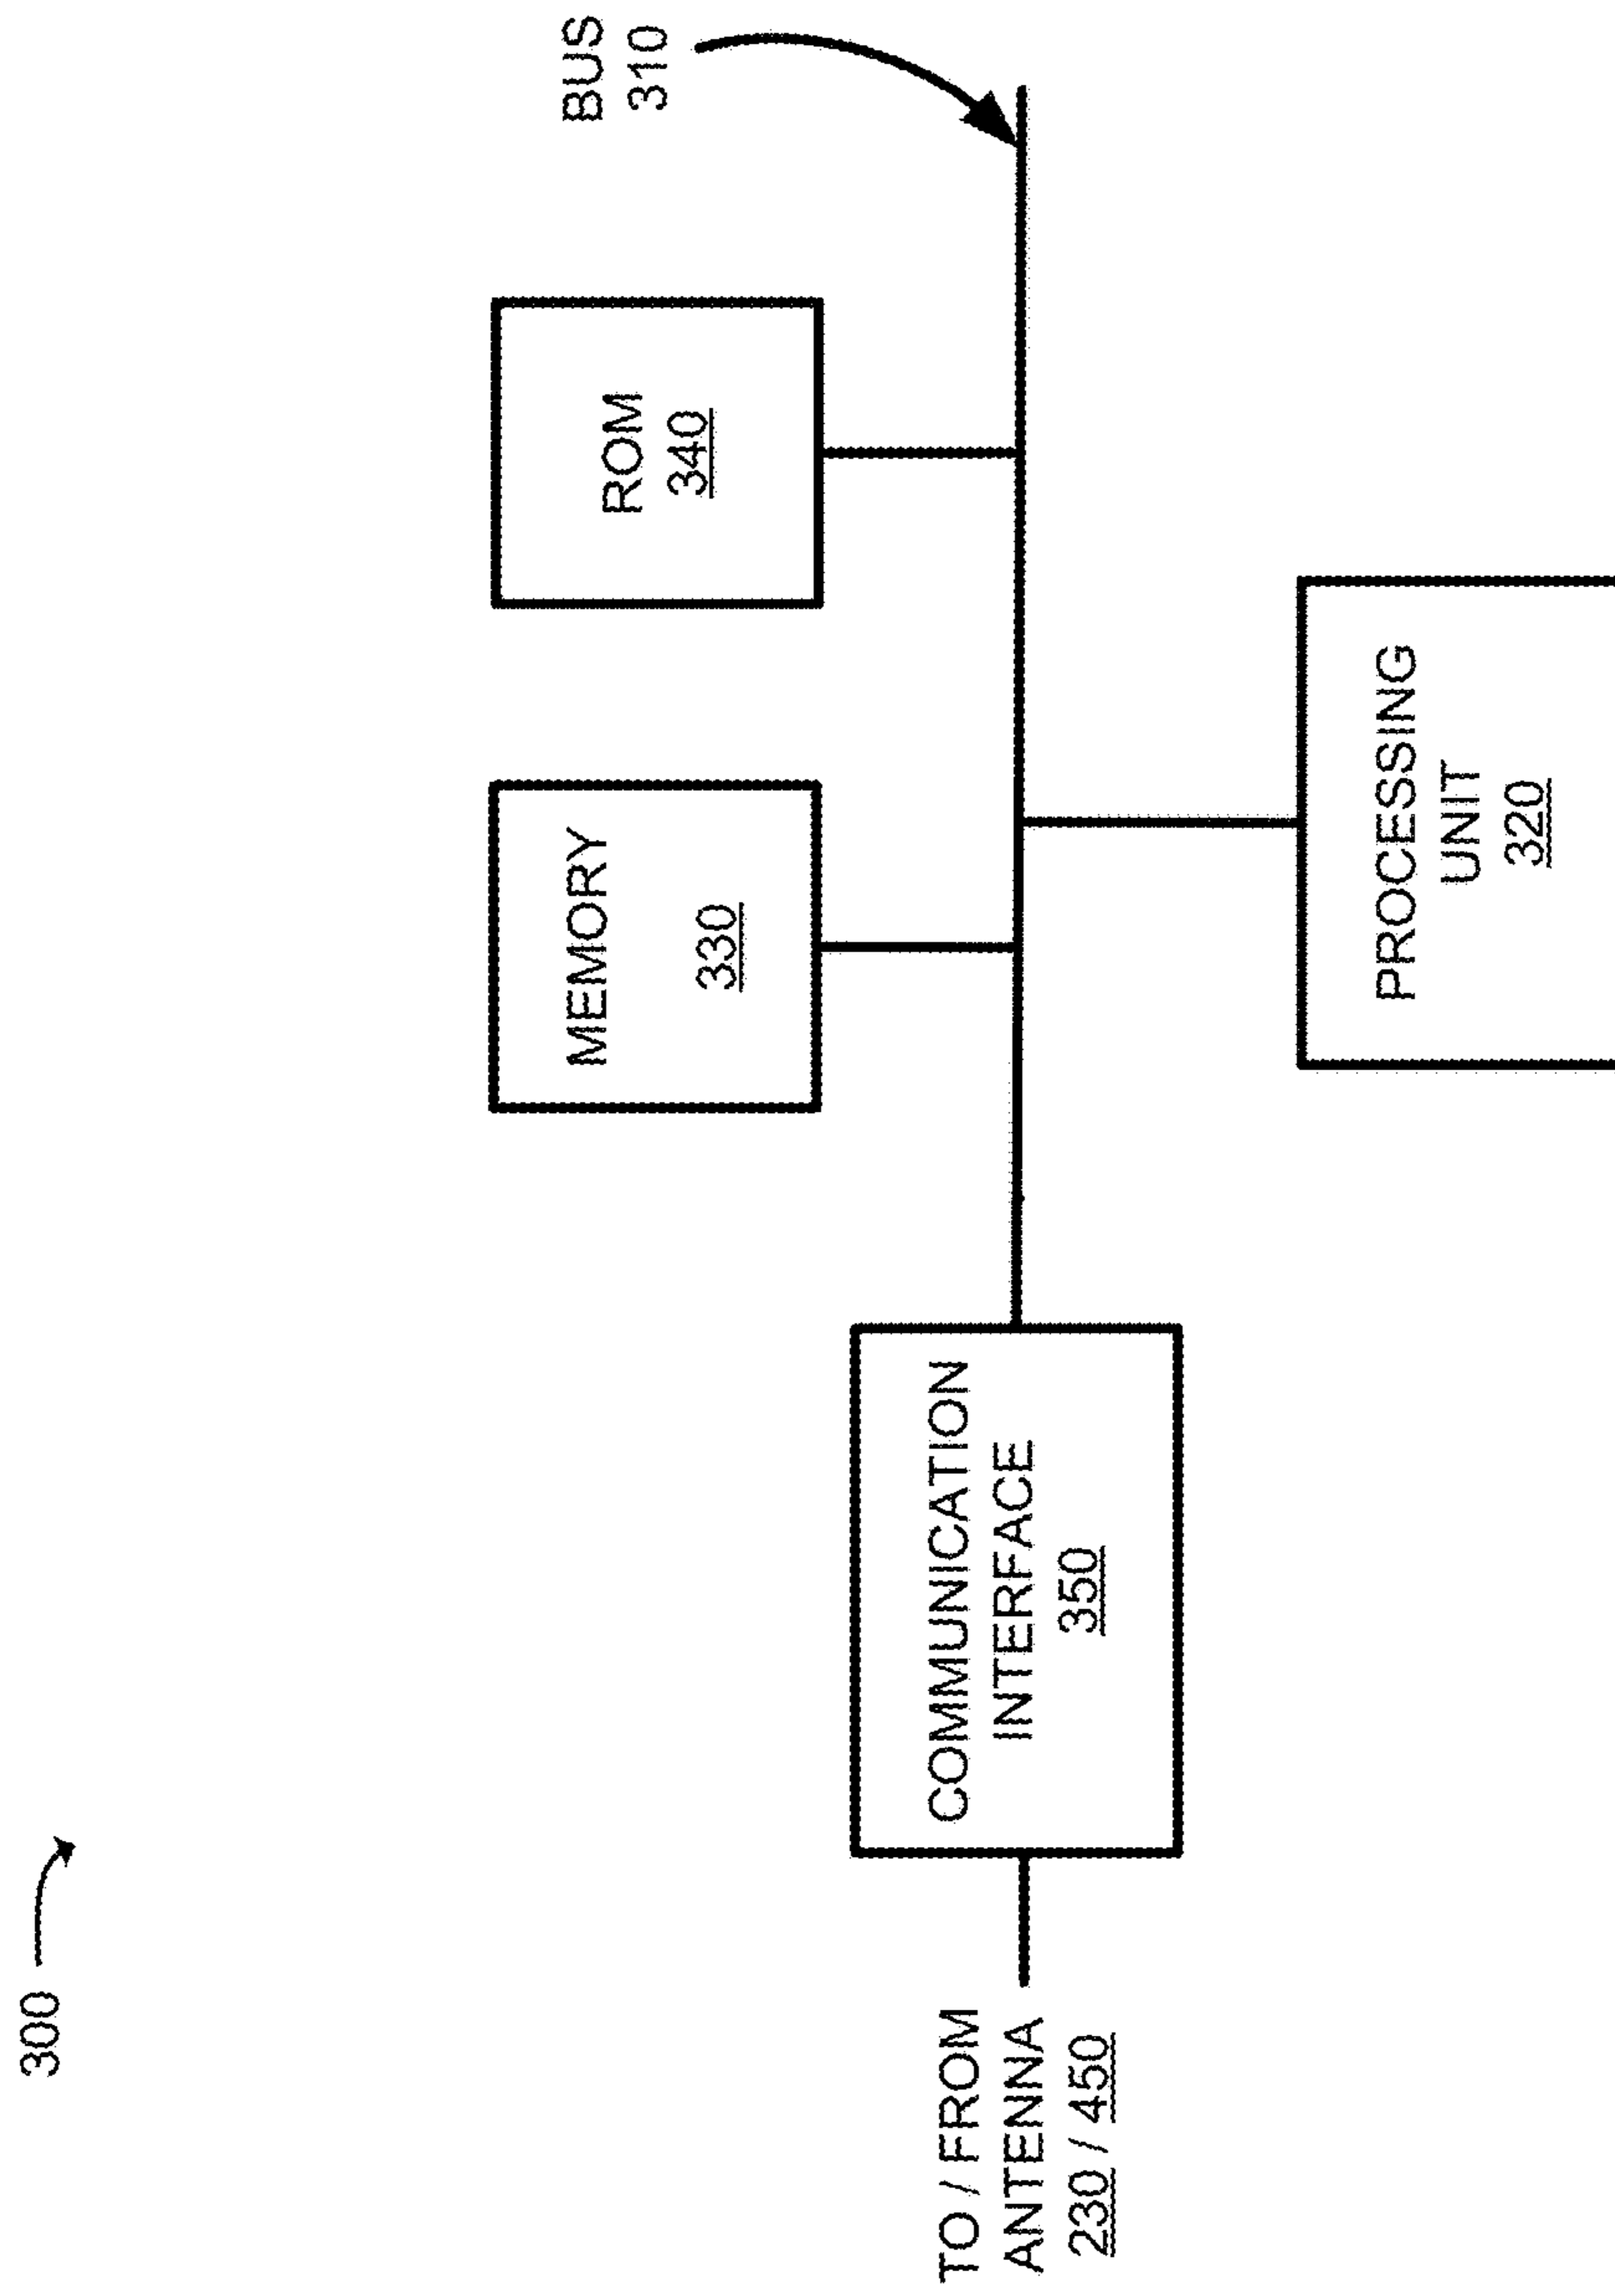 300
BUS
310
MEMORY
330
ROM
340
COMMUNICATION
INTERFACE
350
TO / FROM
ANTENNA
230 / 450
PROCESSING
UNIT
320